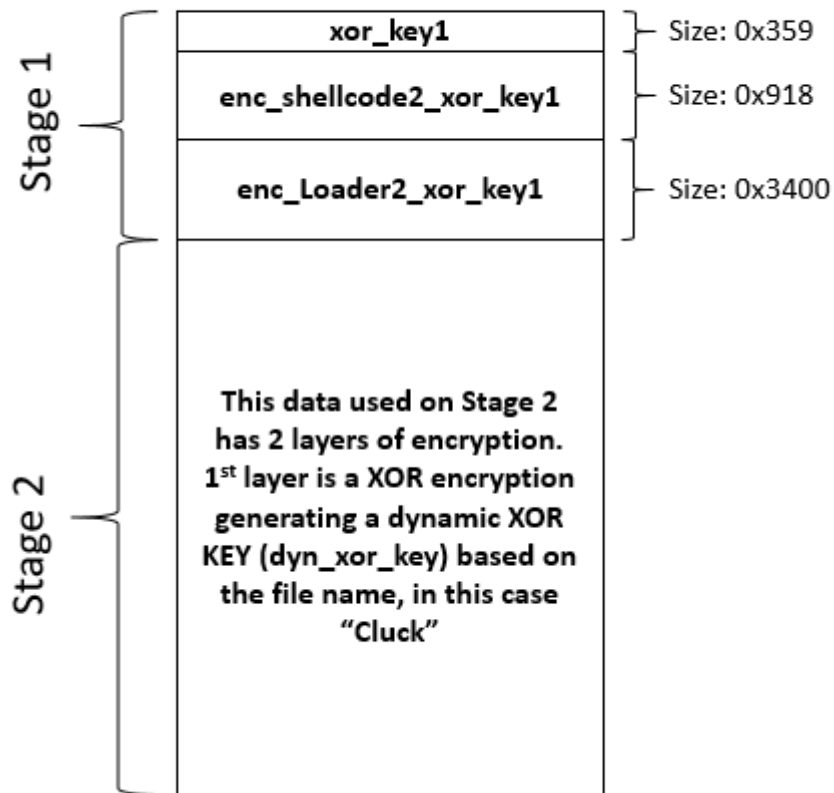 Stage 1
xor_key1
Size: 0x359
enc_shellcode2_xor_key1
Size: 0x918
enc_Loader2_xor_key1
Size: 0x3400
Stage 2
This data used on Stage 2
has 2 layers of encryption.
1st layer is a XOR encryption
generating a dynamic XOR
KEY (dyn_xor_key) based on
the file name, in this case
“Cluck”